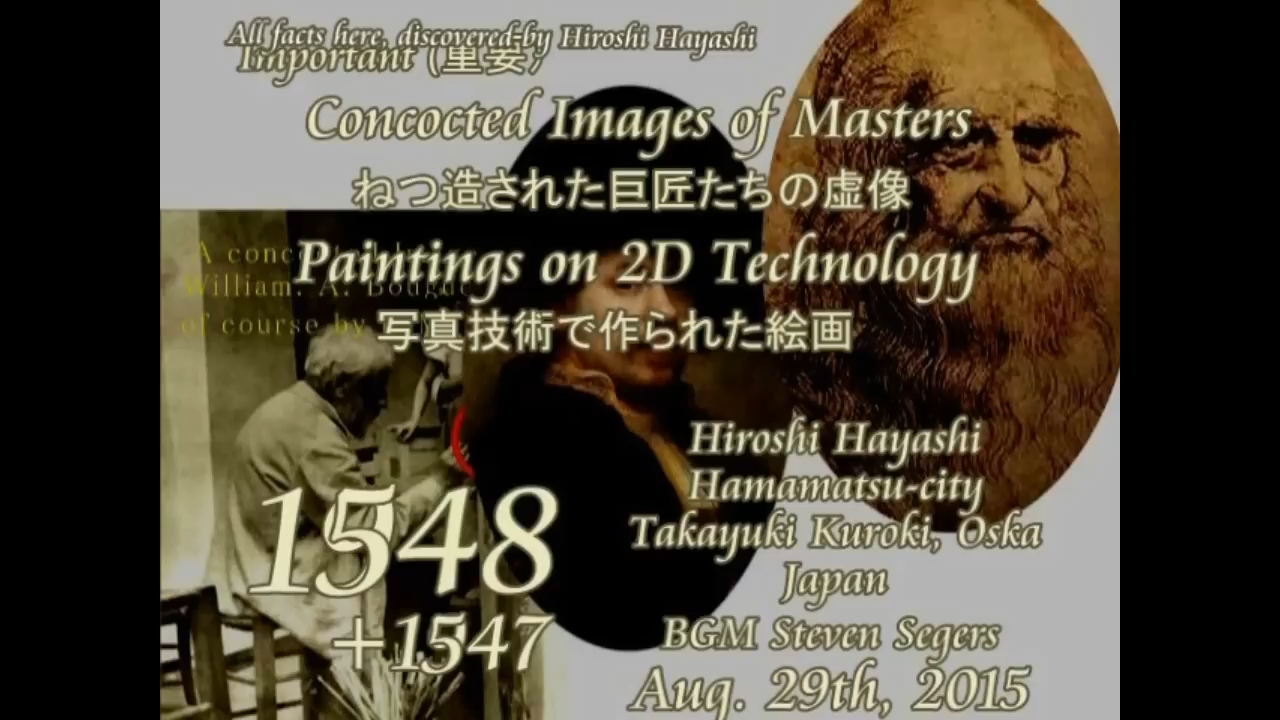 All facts here, discovered by Hiroshi Hayashi
Important (重要)
Concocted Images of Masters
ねつ造された巨匠たちの虚像
Paintings on 2D Technology
写真技術で作られた絵画
A conc
William. A. Bougue
of course by
Hiroshi Hayashi
Hamamatsu-city
Takayuki Kuroki, Oska
Japan
1548
+1547
BGM Steven Segers
Aug. 29th, 2015